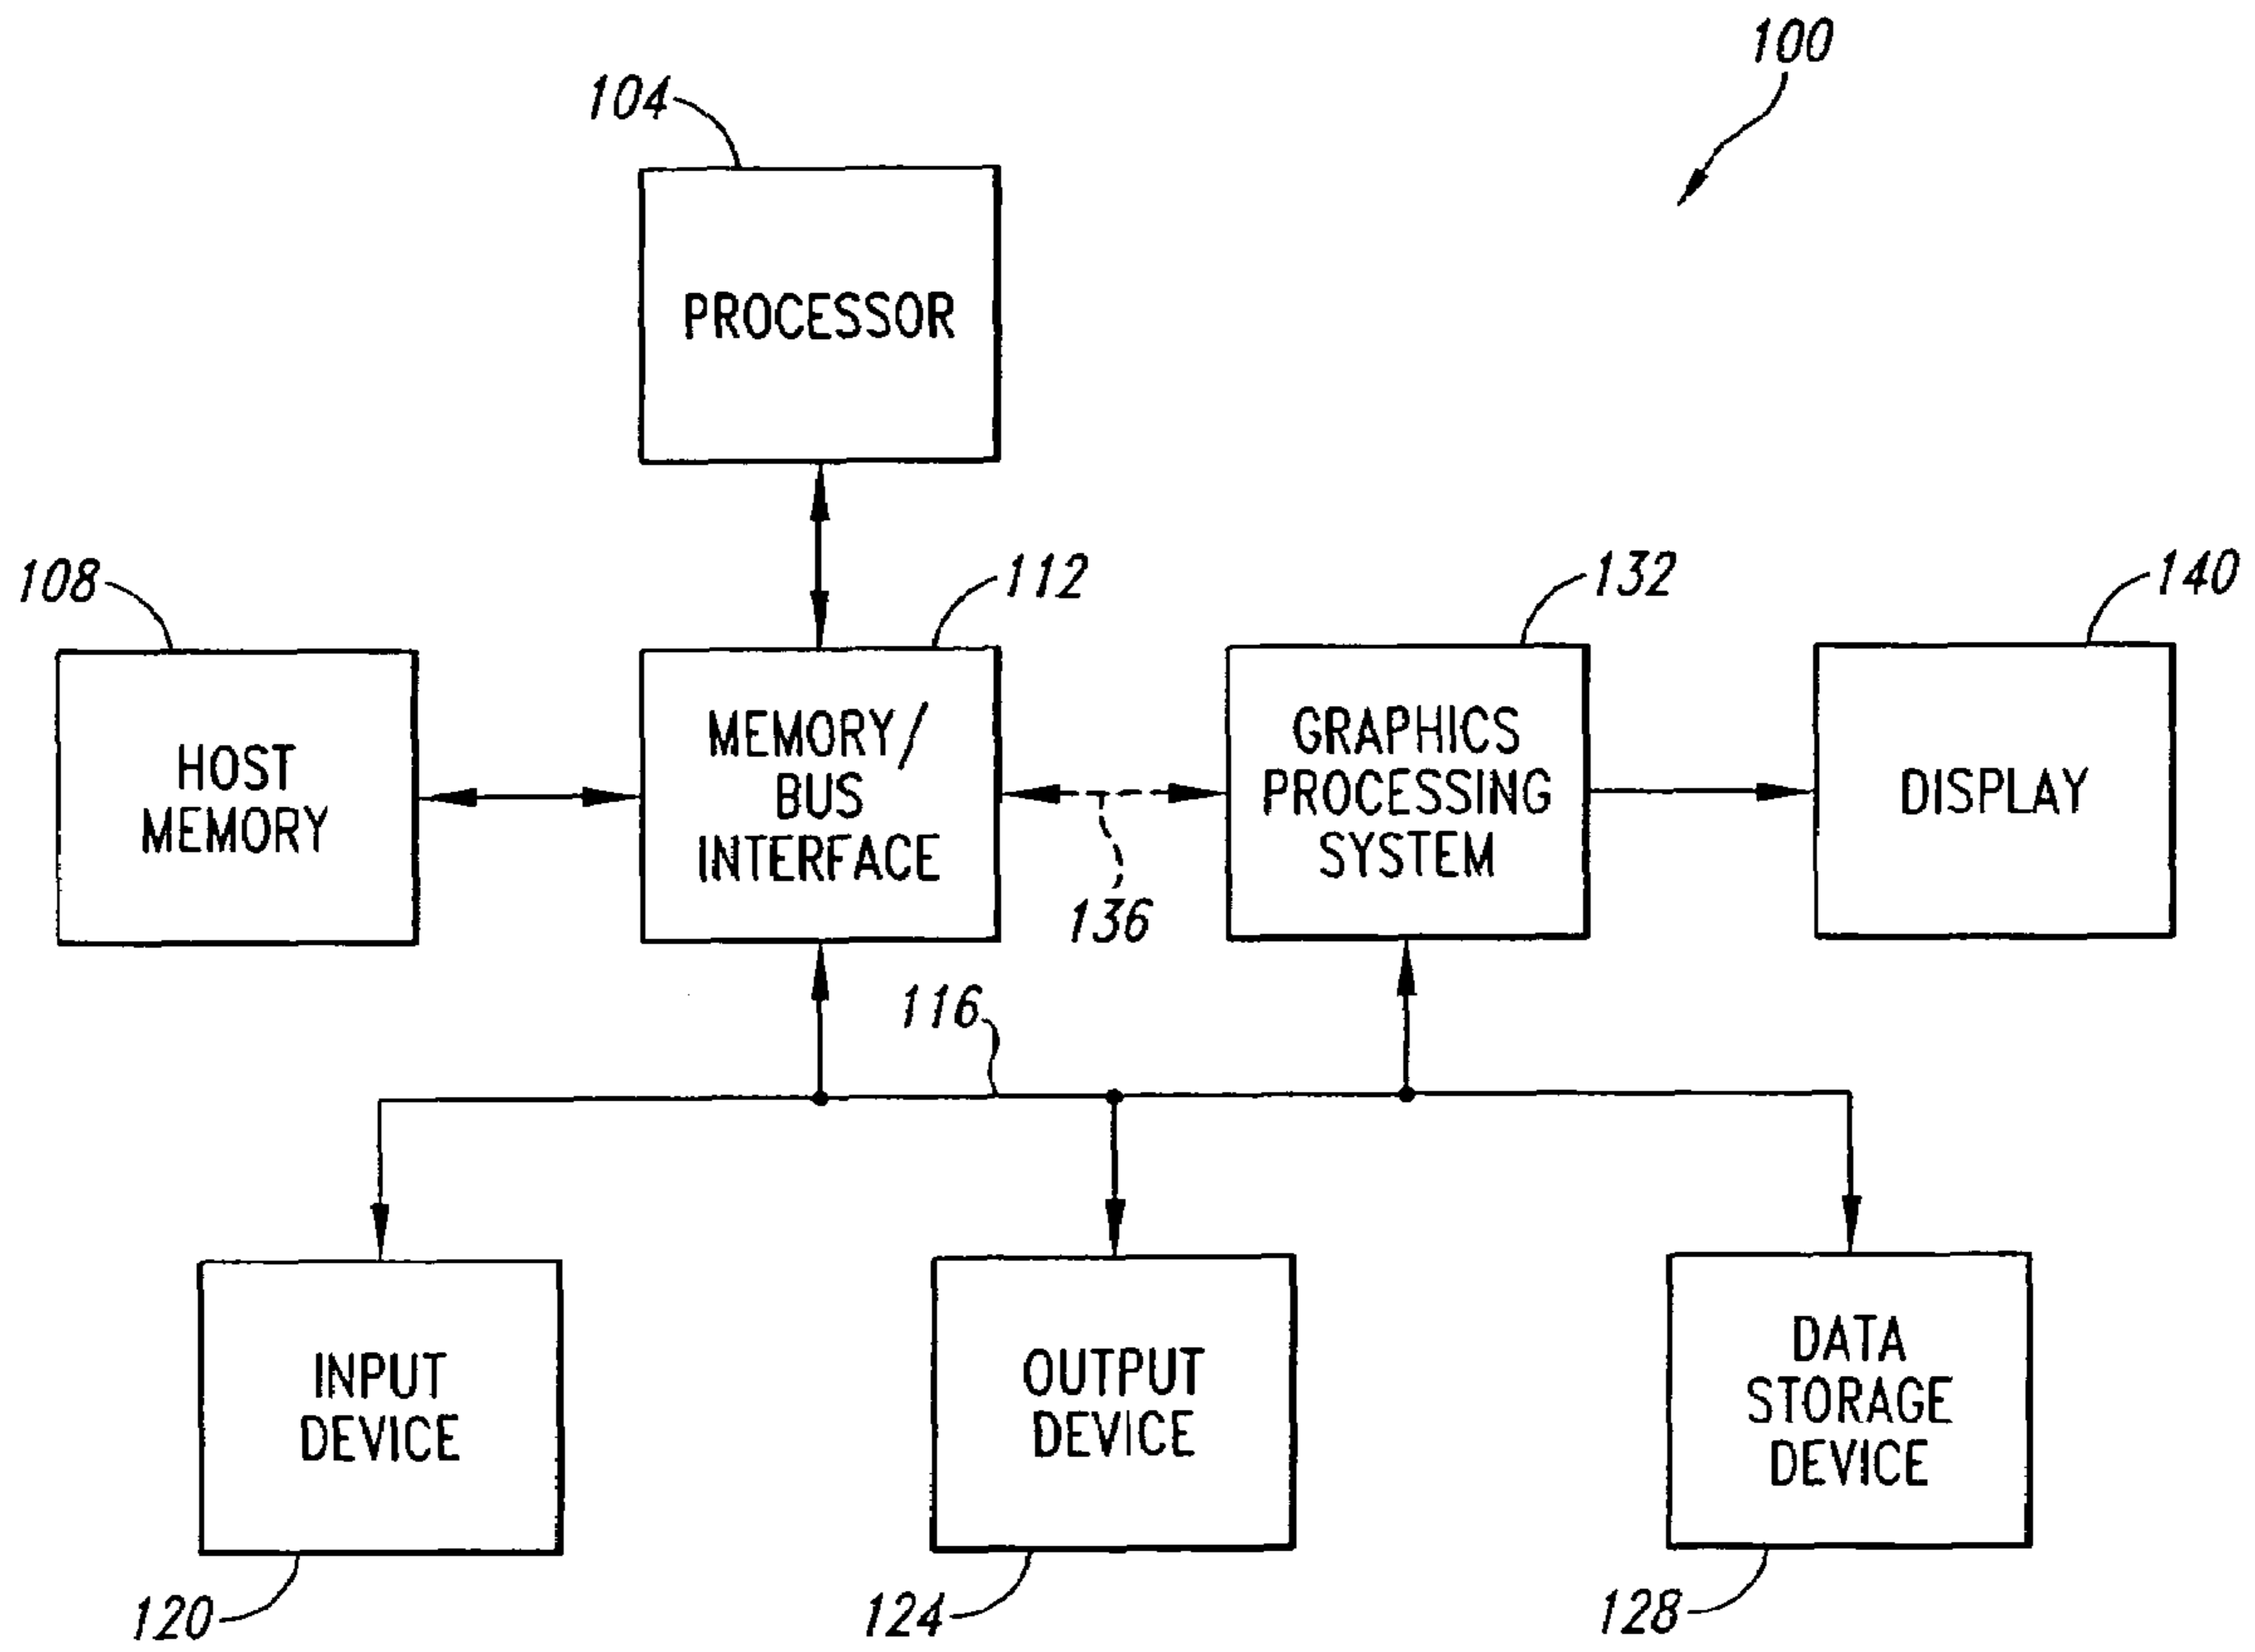 100
104
PROCESSOR
108
112
132
140
HOST
MEMORY
MEMORY/
BUS
INTERFACE
136
GRAPHICS
PROCESSING
SYSTEM
DISPLAY
116
INPUT
DEVICE
OUTPUT
DEVICE
DATA
STORAGE
DEVICE
120
124
128